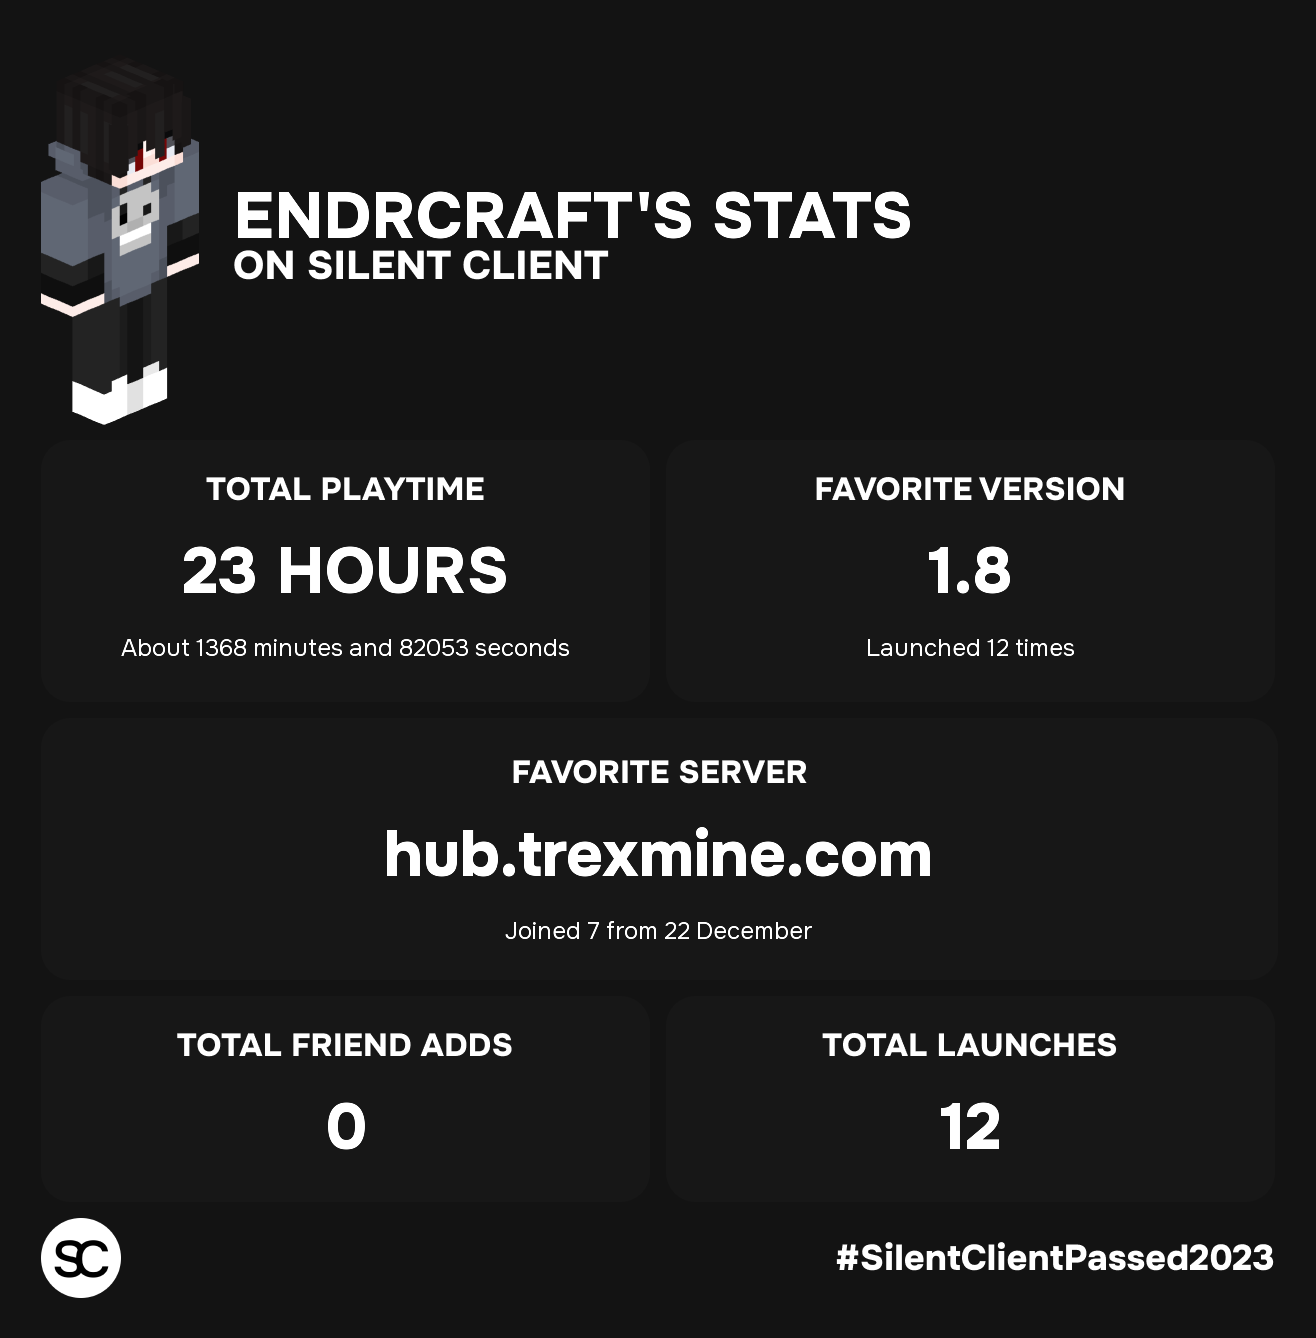 ENDRCRAFT'S STATS
ON SILENT CLIENT
TOTAL PLAYTIME
23 HOURS
About 1368 minutes and 82053 seconds
FAVORITE VERSION
1.8
Launched 12 times
FAVORITE SERVER
hub.trexmine.com
Joined 7 from 22 December
TOTAL FRIEND ADDS
0
TOTAL LAUNCHES
12
SC
#SilentClientPassed2023